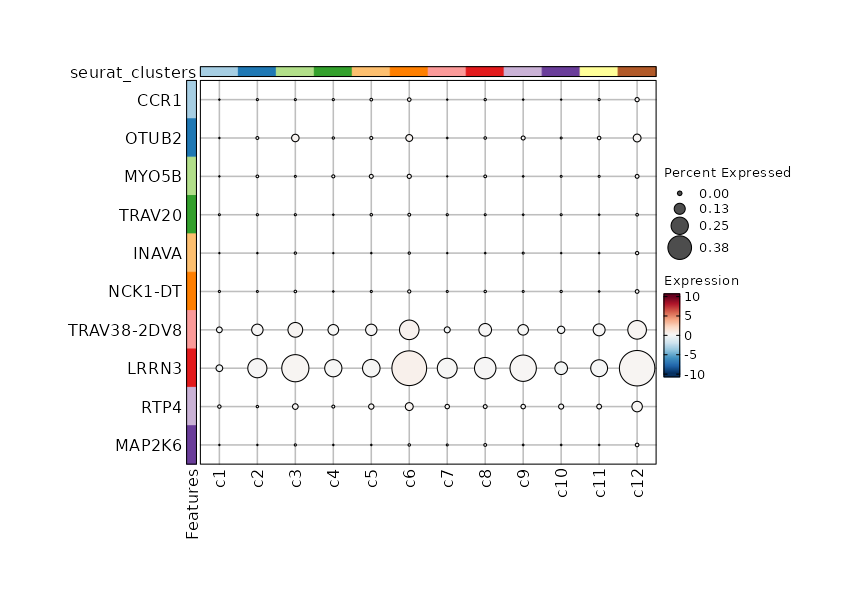 seurat_clusters
CCR1
OTUB2
MYO5B
TRAV20
INAVA
NCK1-DT
TRAV38-2DV8
LRRN3
RTP4
MAP2K6
Features
c1
c2
c3
c4
c5
c6
c7
c8
c9
c10
c11
c12
Percent Expressed
0.00
0.13
0.25
0.38
Expression
10
5
0
-5
-10